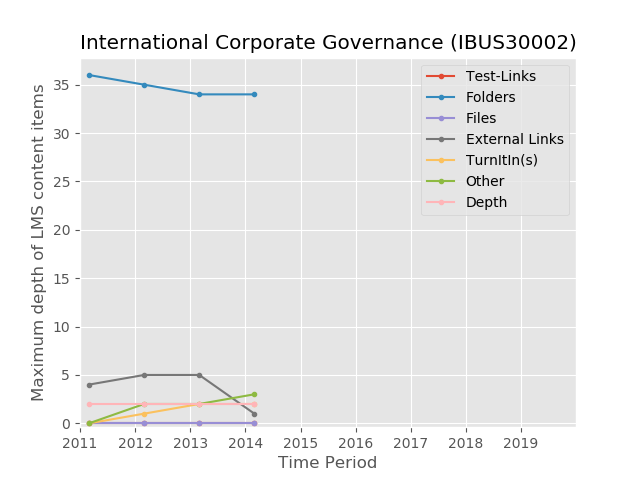 International Corporate Governance (IBUS30002)
Test-Links
Folders
Files
External Links
TurnItIn(s)
Other
Depth
Maximum depth of LMS content items
35
30
25
20
15
10
5
0
2011 2012 2013 2014 2015 2016 2017 2018 2019
Time Period